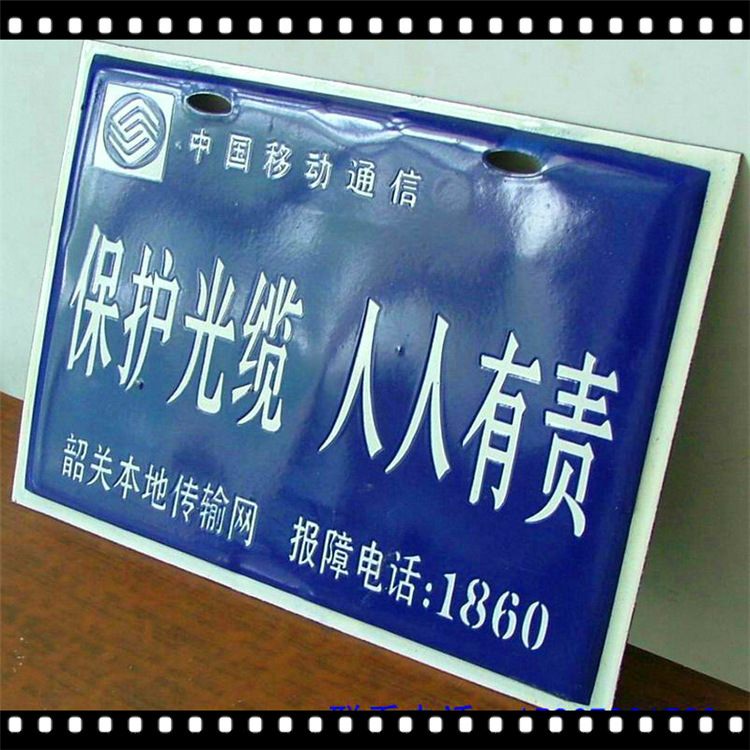 中国移动通信
保护光缆 人人有责
韶关本地传输网 报障电话:1860